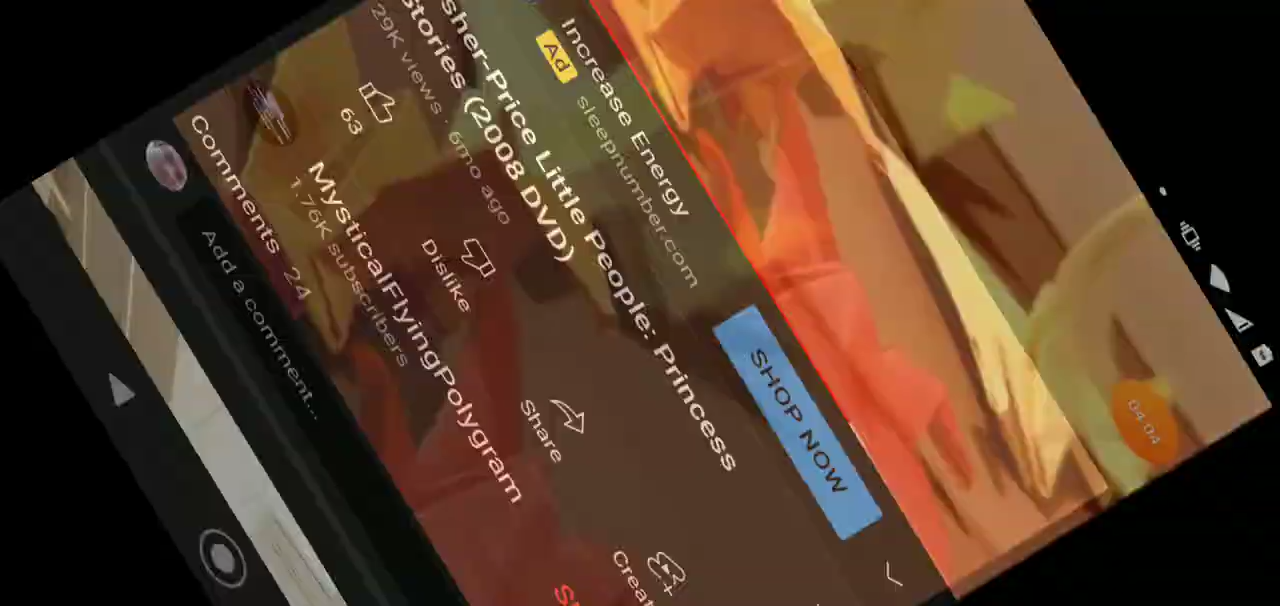 04:04
Increase Energy
Ad sleepnumber.com
SHOP NOW
sher-Price Little People: Princess
Stories (2008 DVD)
29K views · 6mo ago
63
Dislike
Share
Creat
MysticalFlyingPolygram
1.76K subscribers
Comments 24
Add a comment...